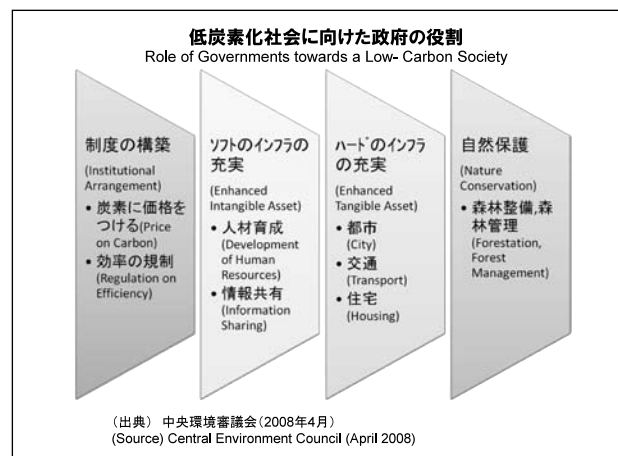 低炭素化社会に向けた政府の役割
Role of Governments towards a Low- Carbon Society
制度の構築
(Institutional
Arrangement)
• 炭素に価格を
つける(Price
on Carbon)
• 効率の規制
(Regulation on
Efficiency)
ソフトのインフラの
充実
(Enhanced
Intangible Asset)
• 人材育成
(Development
of Human
Resources)
• 情報共有
(Information
Sharing)
ハードのインフラ
の充実
(Enhanced
Tangible Asset)
• 都市
(City)
• 交通
(Transport)
• 住宅
(Housing)
自然保護
(Nature
Conservation)
• 森林整備,森
林管理
(Forestation,
Forest
Management)
（出典） 中央環境審議会（2008年4月）
(Source) Central Environment Council (April 2008)